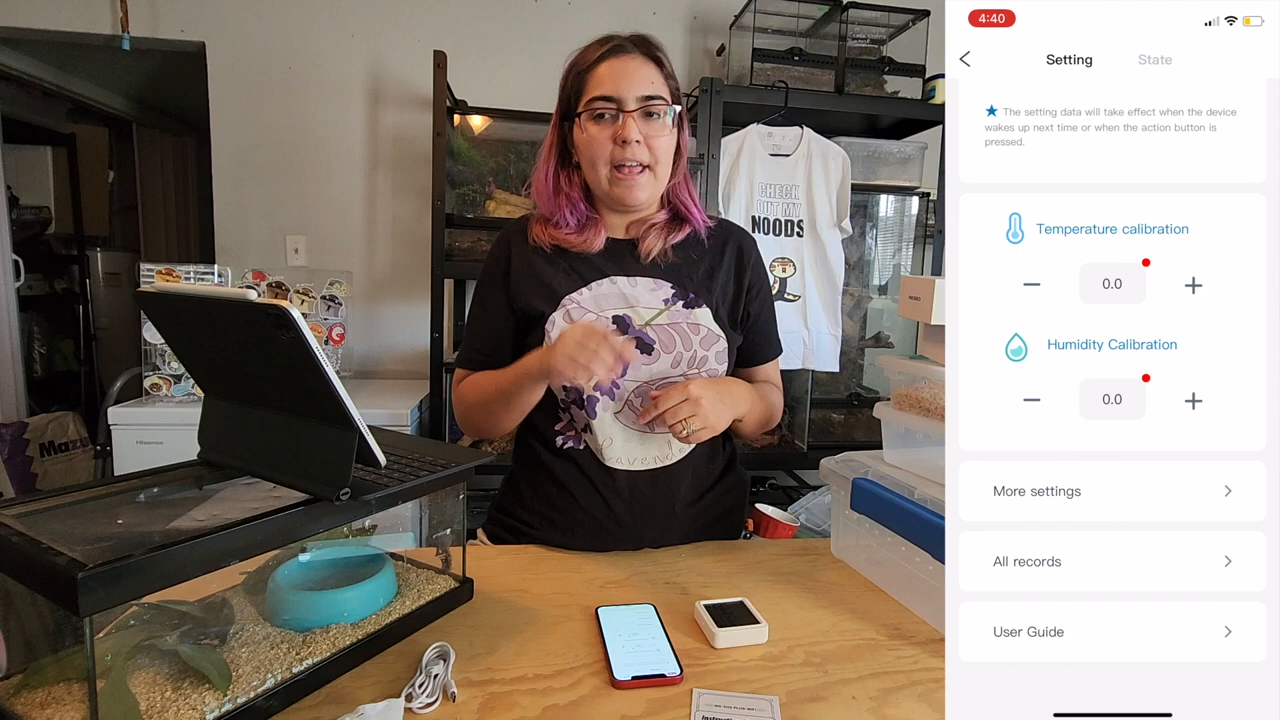 4:40
Setting
State
The setting data will take effect when the device
wakes up next time or when the action button is
pressed.
Temperature calibration
0.0
Humidity Calibration
0.0
More settings
All records
User Guide
CHECK
OUT MY
NOODS
Lavender
Hisense
Mazu